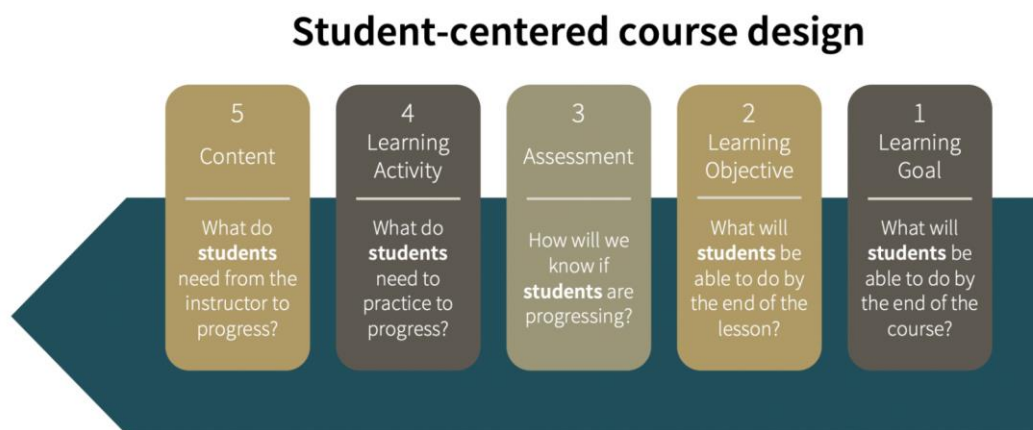 Student-centered course design
5
Content
What do
students
need from the
instructor to
progress?
4
Learning
Activity
What do
students
need to
practice to
progress?
3
Assessment
How will we
know if
students are
progressing?
2
Learning
Objective
What will
students be
able to do by
the end of the
lesson?
1
Learning
Goal
What will
students be
able to do by
the end of the
course?